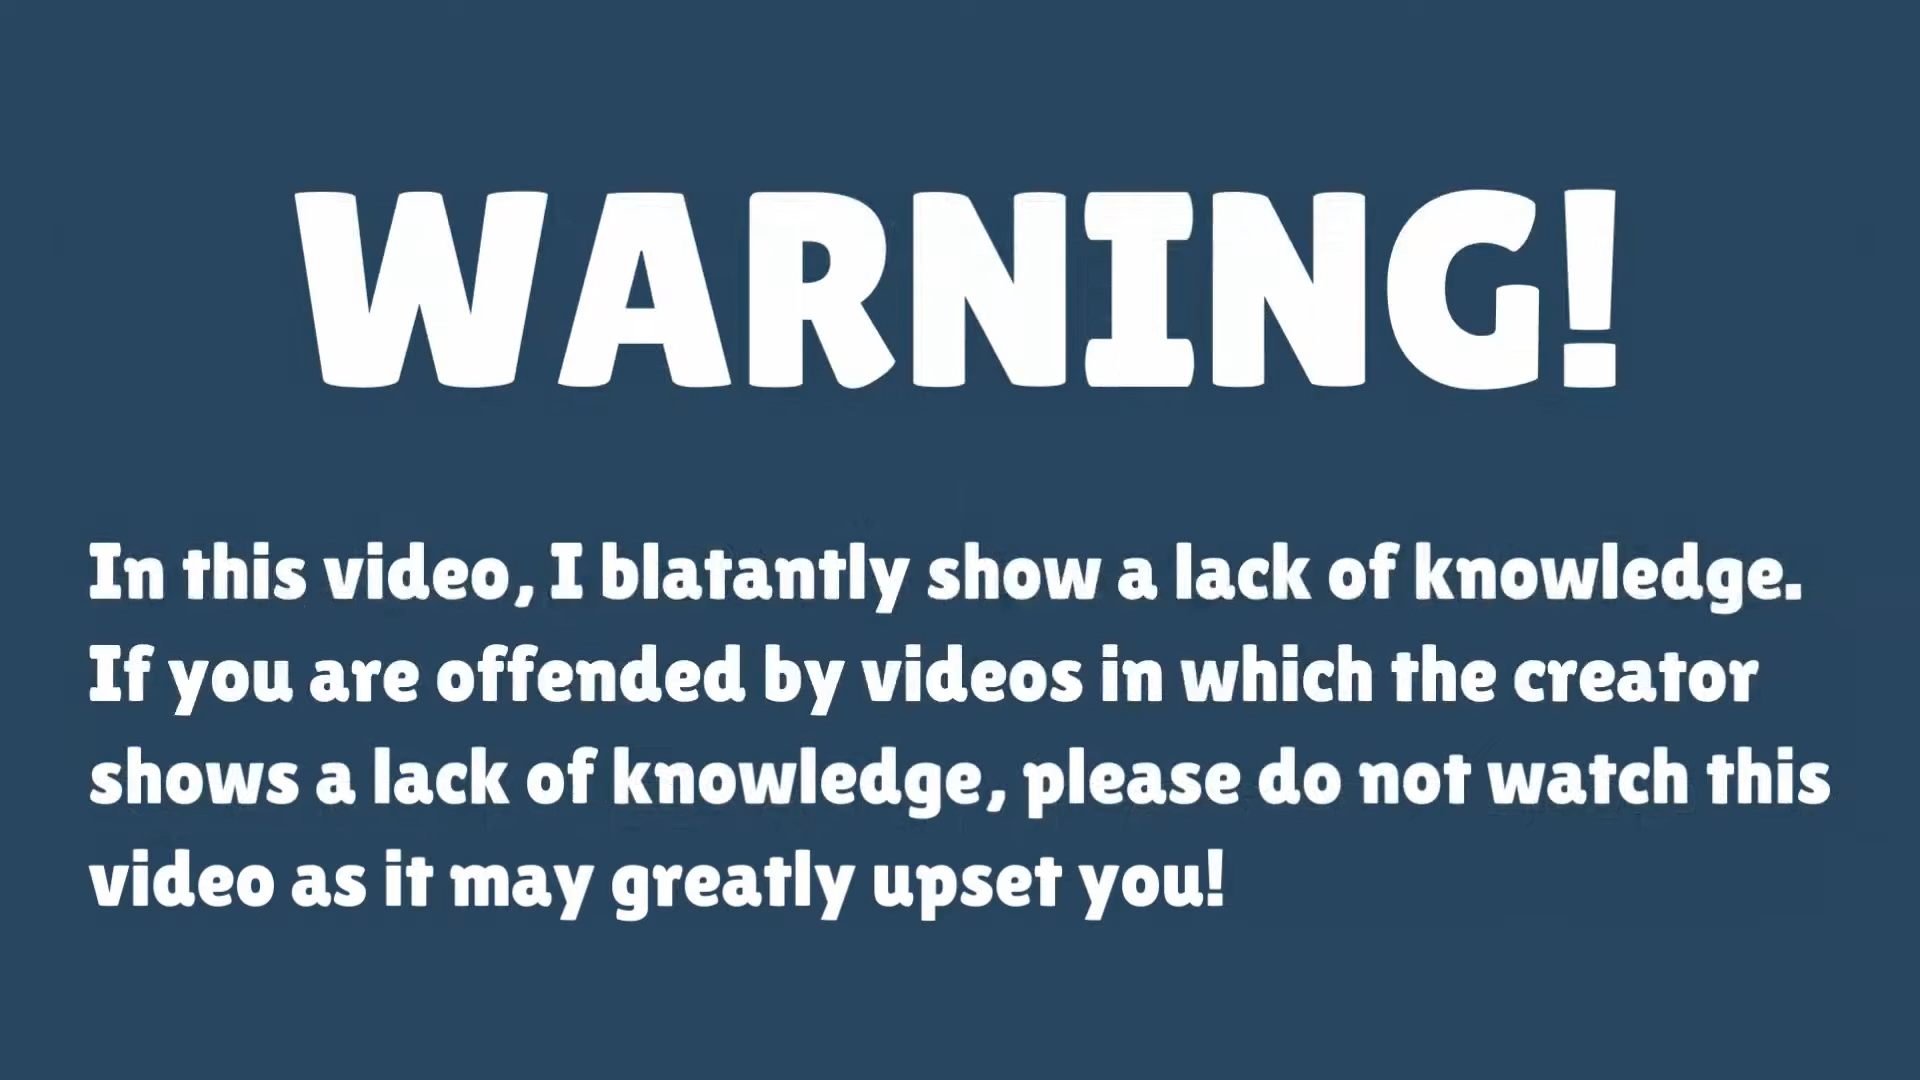 WARNING!
In this video, I blatantly show a lack of knowledge.
If you are offended by videos in which the creator
shows a lack of knowledge, please do not watch this
video as it may greatly upset you!